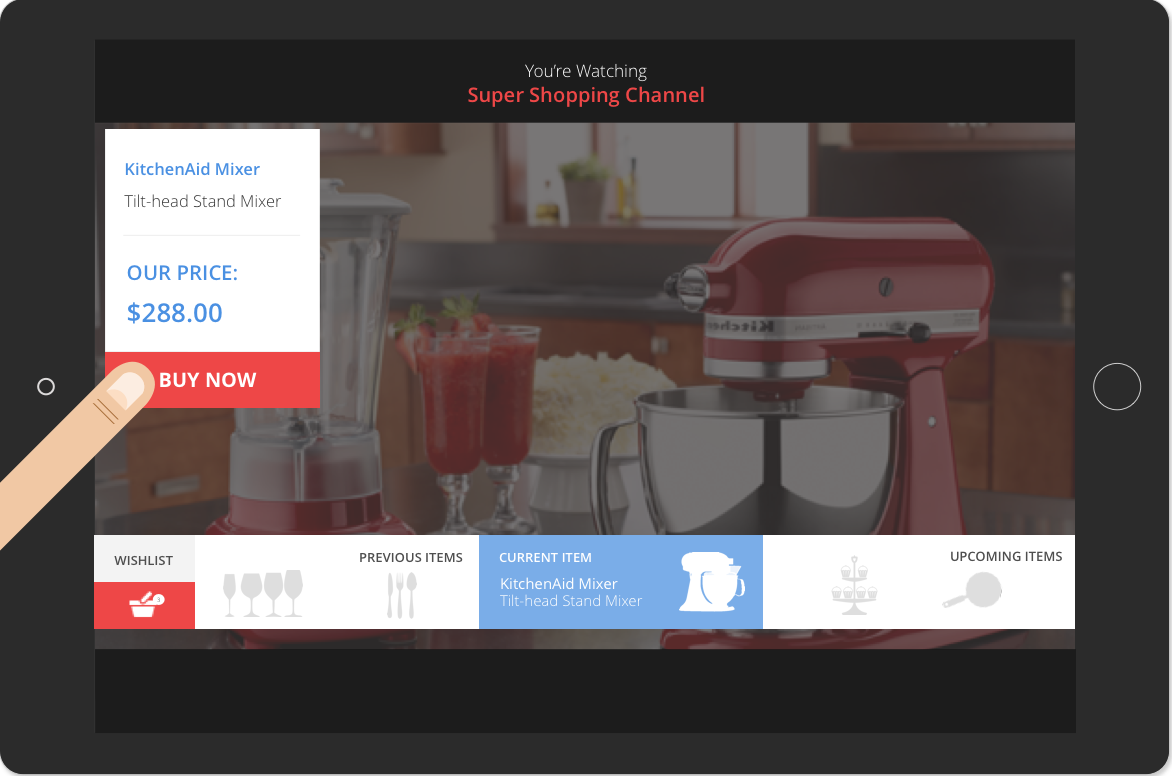 You're Watching
Super Shopping Channel
KitchenAid Mixer
Tilt-head Stand Mixer
OUR PRICE:
$288.00
BUY NOW
WISHLIST
3
PREVIOUS ITEMS
CURRENT ITEM
KitchenAid Mixer
Tilt-head Stand Mixer
UPCOMING ITEMS